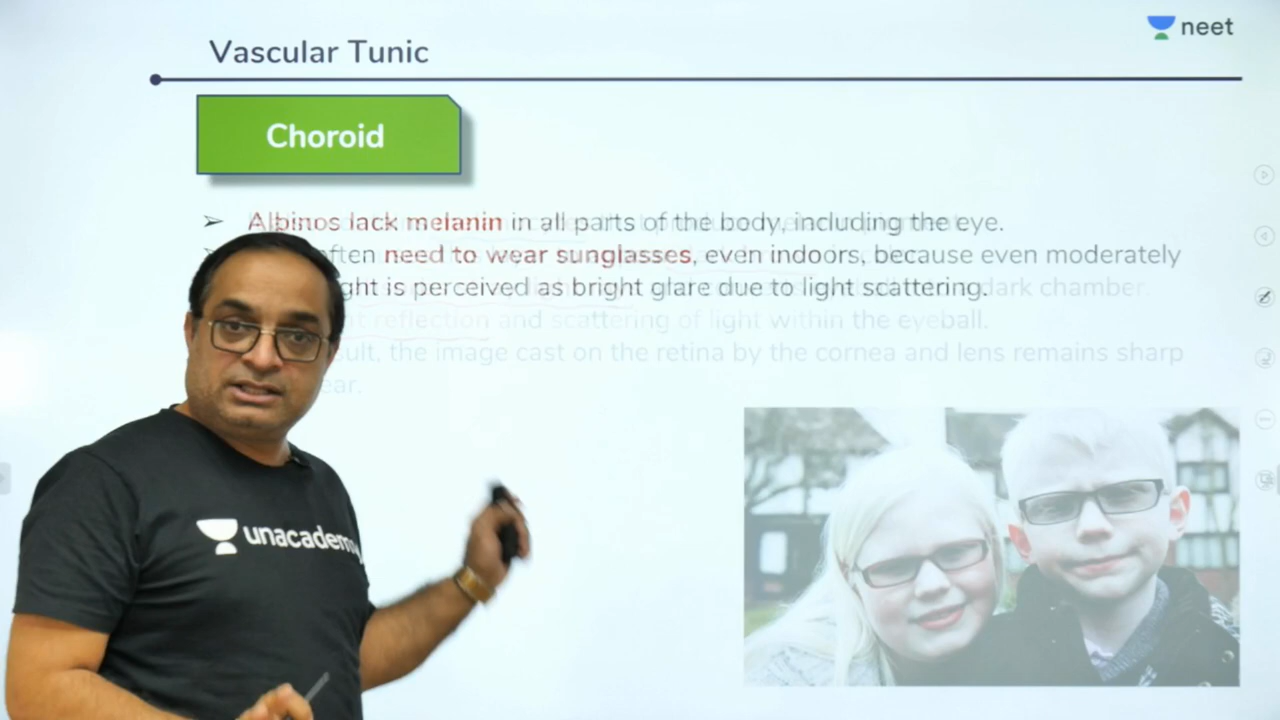 neet
Vascular Tunic
Choroid
➢ Albinos lack melanin in all parts of the body, including the eye.
often need to wear sunglasses, even indoors, because even moderately
ght is perceived as bright glare due to light scattering.
dark chamber.
t reflection and scattering of light within the eyeball.
sult, the image cast on the retina by the cornea and lens remains sharp
ear.
unacademy